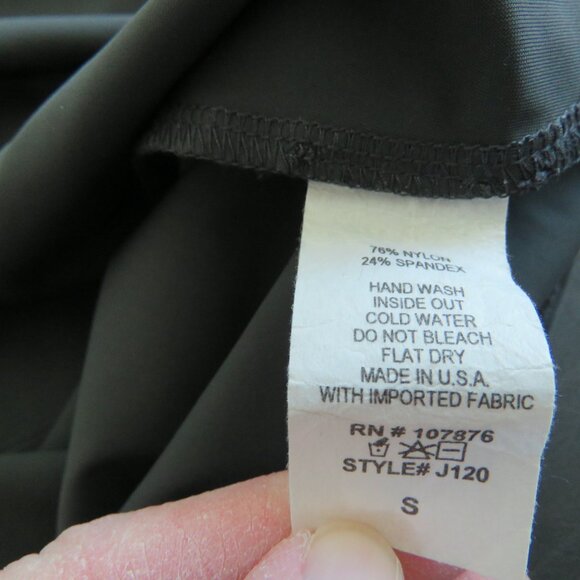 76% NYLON
24% SPANDEX
HAND WASH
INSIDE OUT
COLD WATER
DO NOT BLEACH
FLAT DRY
MADE IN U.S.A.
WITH IMPORTED FABRIC
RN # 107876
STYLE# J120
S